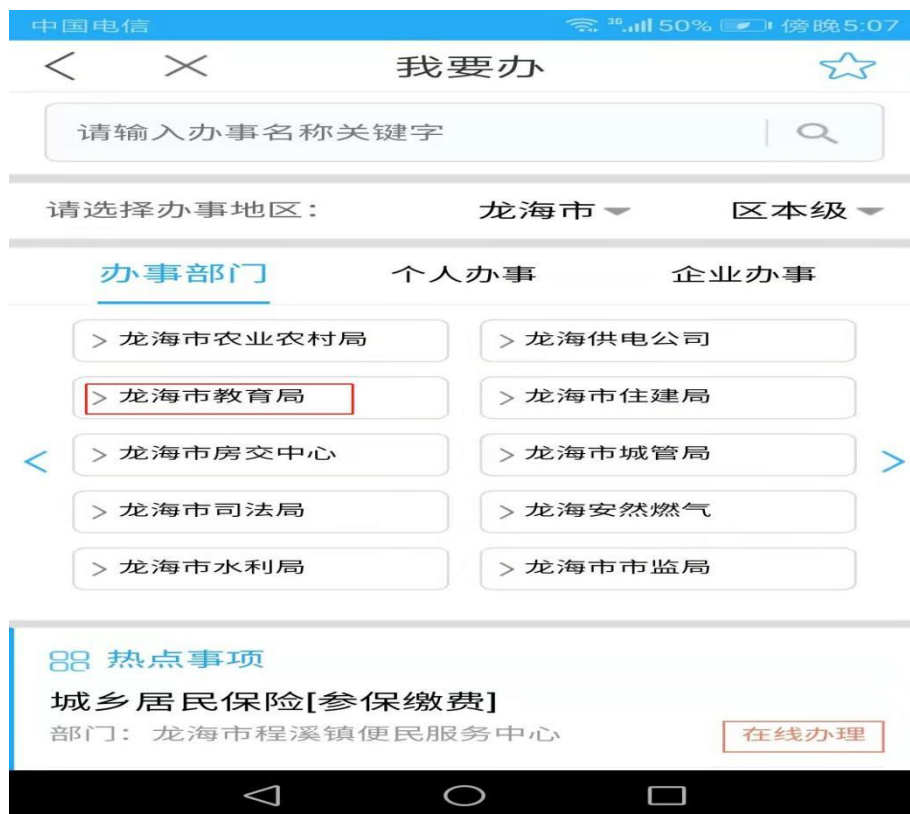 中国电信 36 50% 傍晚5:07
我要办
请输入办事名称关键字
请选择办事地区： 龙海市 区本级
办事部门 个人办事 企业办事
> 龙海市农业农村局 > 龙海供电公司
> 龙海市教育局 > 龙海市住建局
> 龙海市房交中心 > 龙海市城管局
> 龙海市司法局 > 龙海安然燃气
> 龙海市水利局 > 龙海市市监局
热点事项
城乡居民保险[参保缴费]
部门：龙海市程溪镇便民服务中心 在线办理